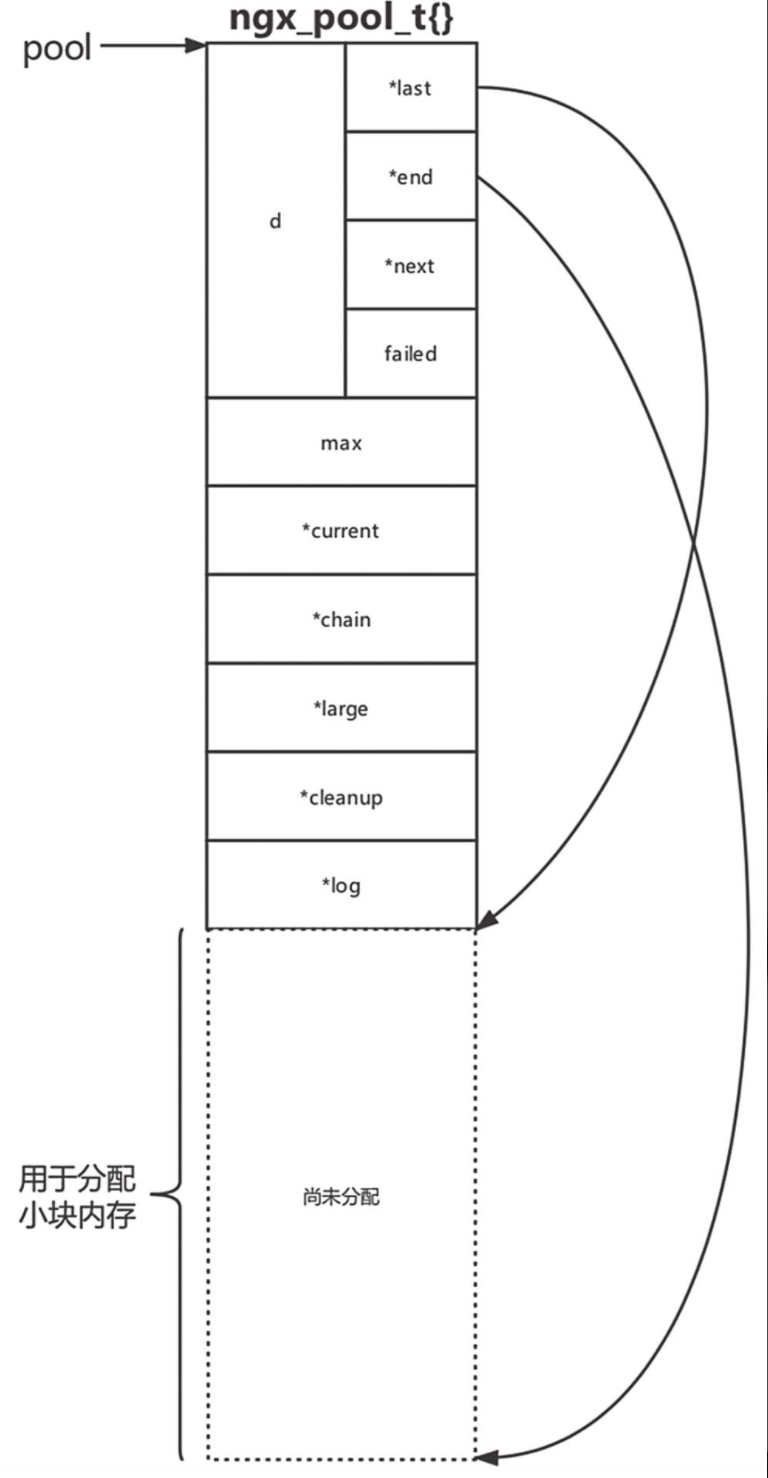 ngx_pool_t{}
pool
*last
*end
d
*next
failed
max
*current
*chain
*large
*cleanup
*log
用于分配
小块内存
尚未分配